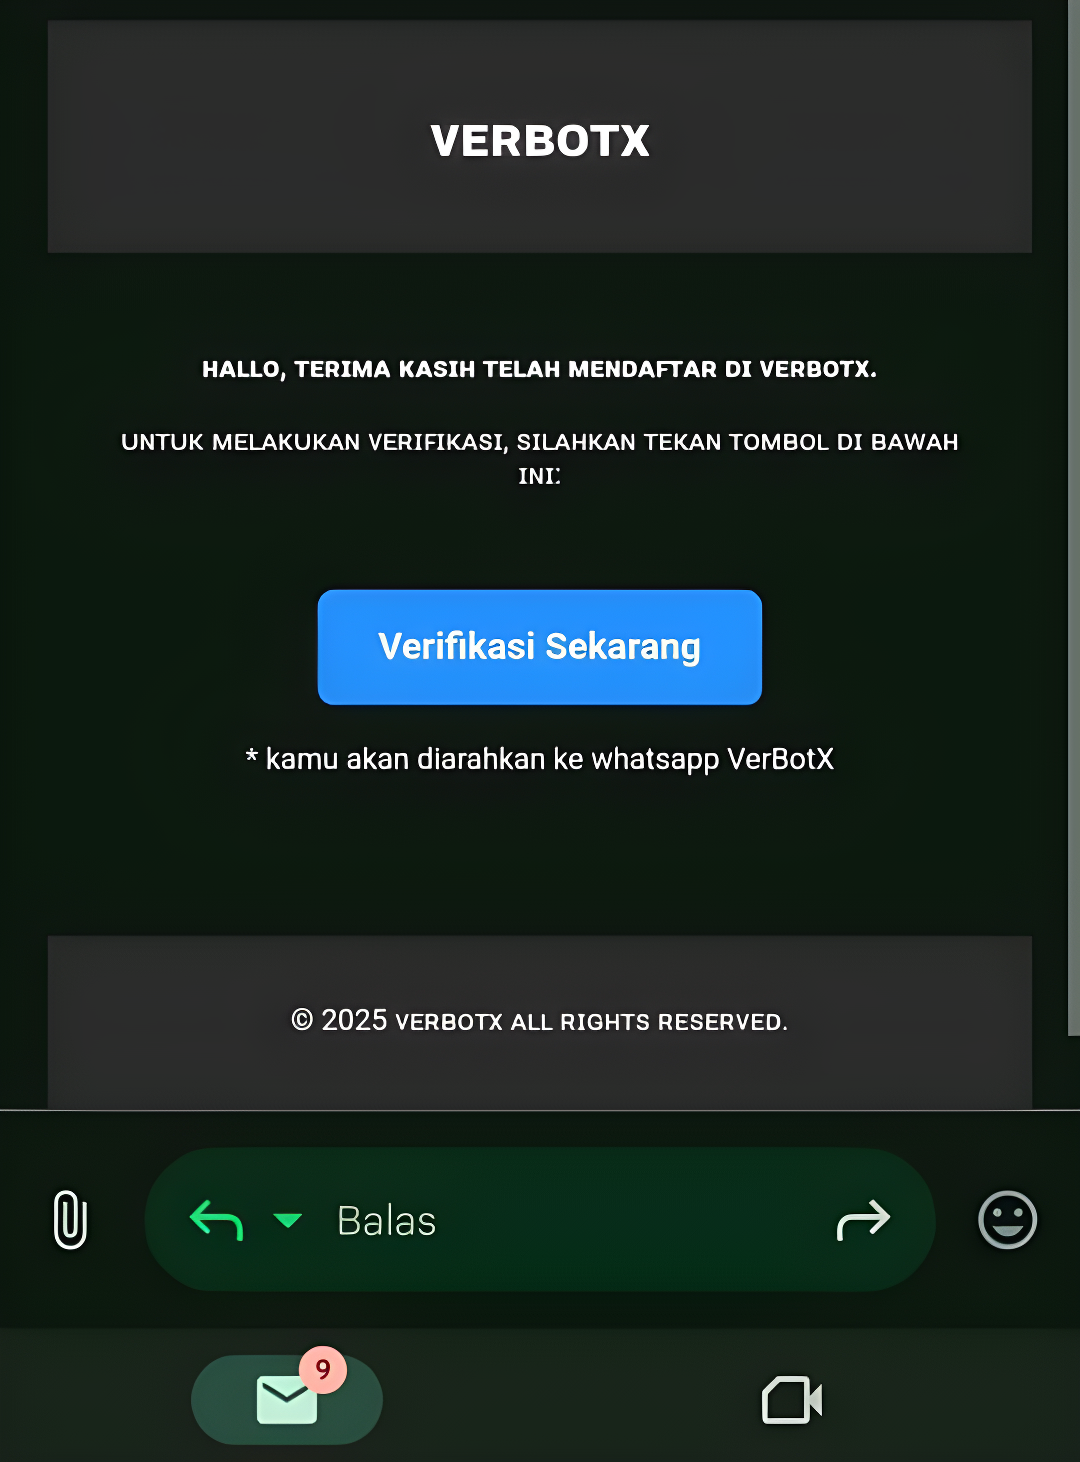 VERBOTX
HALLO, TERIMA KASIH TELAH MENDAFTAR DI VERBOTX.
UNTUK MELAKUKAN VERIFIKASI, SILAHKAN TEKAN TOMBOL DI BAWAH
INI:
Verifikasi Sekarang
* kamu akan diarahkan ke whatsapp VerBotX
© 2025 VERBOTX ALL RIGHTS RESERVED.
Balas
9